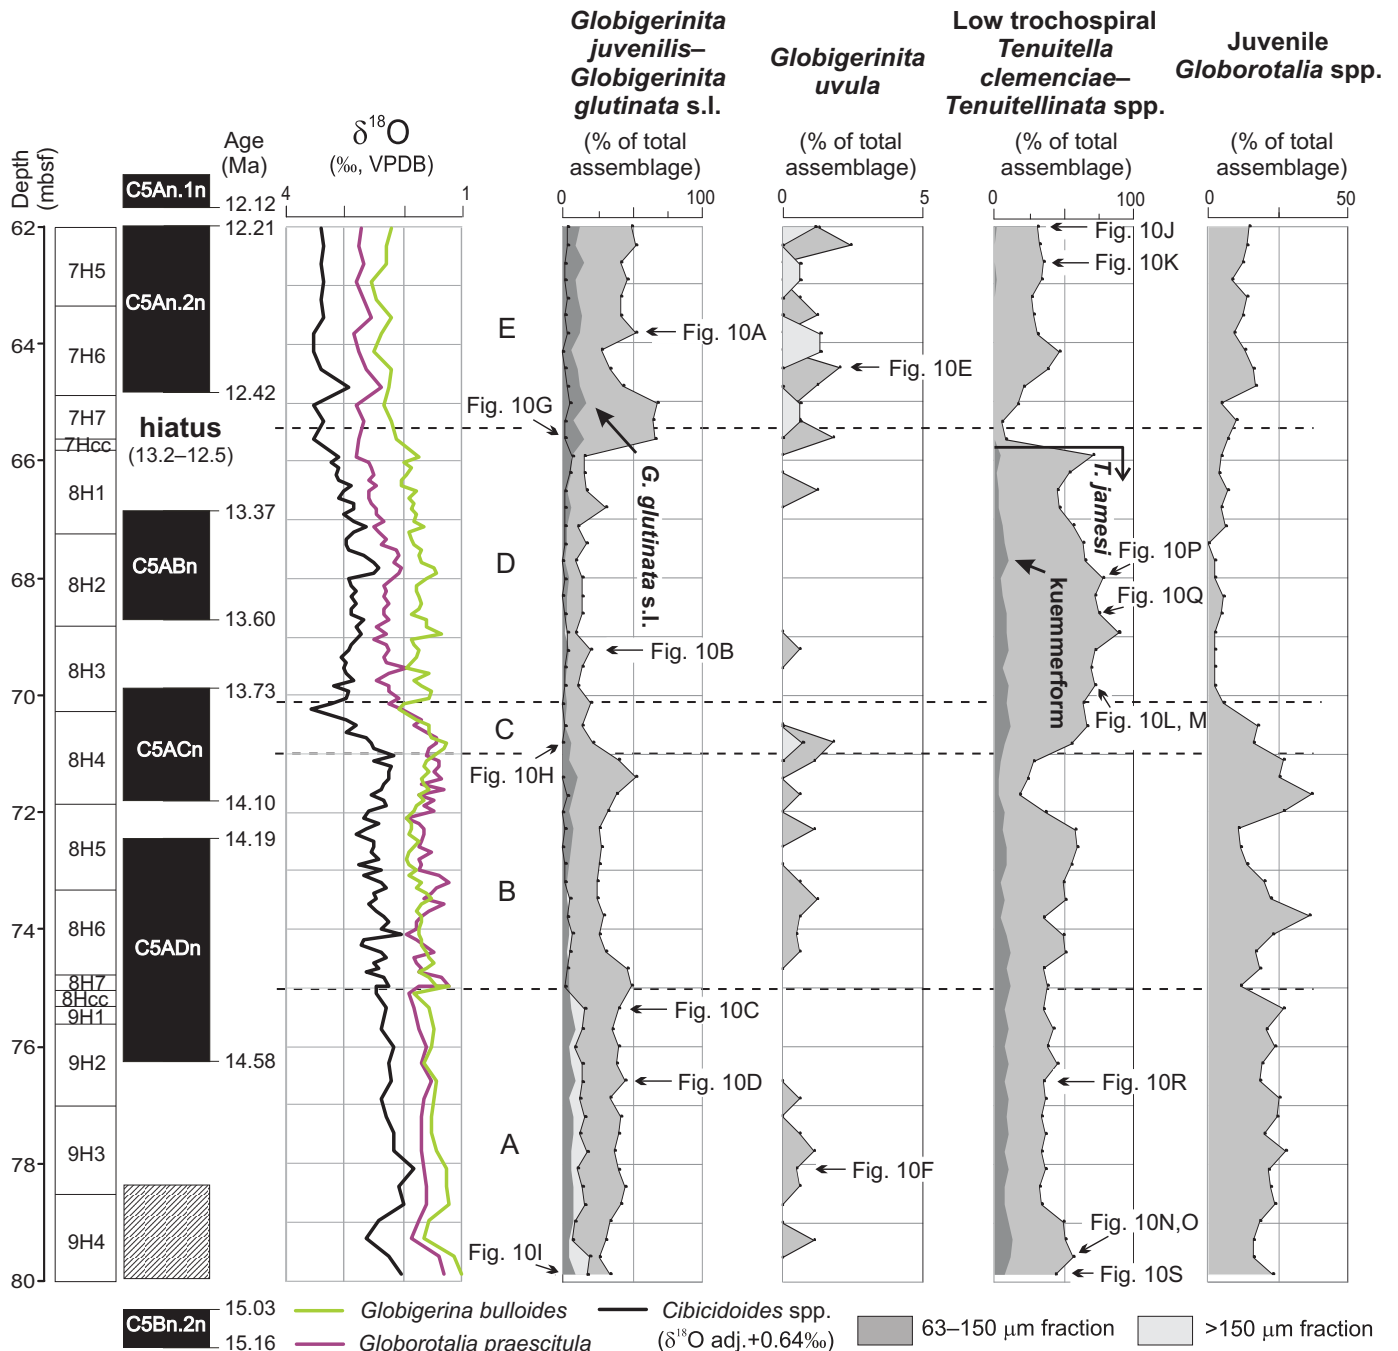 Globigerinita
juvenilis–
Globigerinita
glutinata s.l.
(% of total
assemblage)
0 100
Globigerinita
uvula
(% of total
assemblage)
0 5
Low trochospiral
Tenuitella
clemenciae–
Tenuitellinata spp.
(% of total
assemblage)
0 100
Juvenile
Globorotalia spp.
(% of total
assemblage)
0 50
Depth
(mbsf)
Age
(Ma)
δ18O
(‰, VPDB)
4 1
62
64
66
68
70
72
74
76
78
80
7H5
7H6
7H7
7Hcc
8H1
8H2
8H3
8H4
8H5
8H6
8H7
8Hcc
9H1
9H2
9H3
9H4
C5An.1n
12.12
12.21
C5An.2n
12.42
hiatus
(13.2–12.5)
13.37
C5ABn
13.60
13.73
C5ACn
14.10
14.19
C5ADn
14.58
15.03
C5Bn.2n
15.16
E
D
C
B
A
Fig. 10A
Fig. 10G
G. glutinata s.l.
Fig. 10B
Fig. 10H
Fig. 10C
Fig. 10D
Fig. 10I
Fig. 10E
Fig. 10F
Fig. 10J
Fig. 10K
T. jamesi
Fig. 10P
kuemmerform
Fig. 10Q
Fig. 10L, M
Fig. 10R
Fig. 10N,O
Fig. 10S
Globigerina bulloides
Globorotalia praescitula
Cibicidoides spp.
(δ18O adj.+0.64‰)
63–150 μm fraction
>150 μm fraction